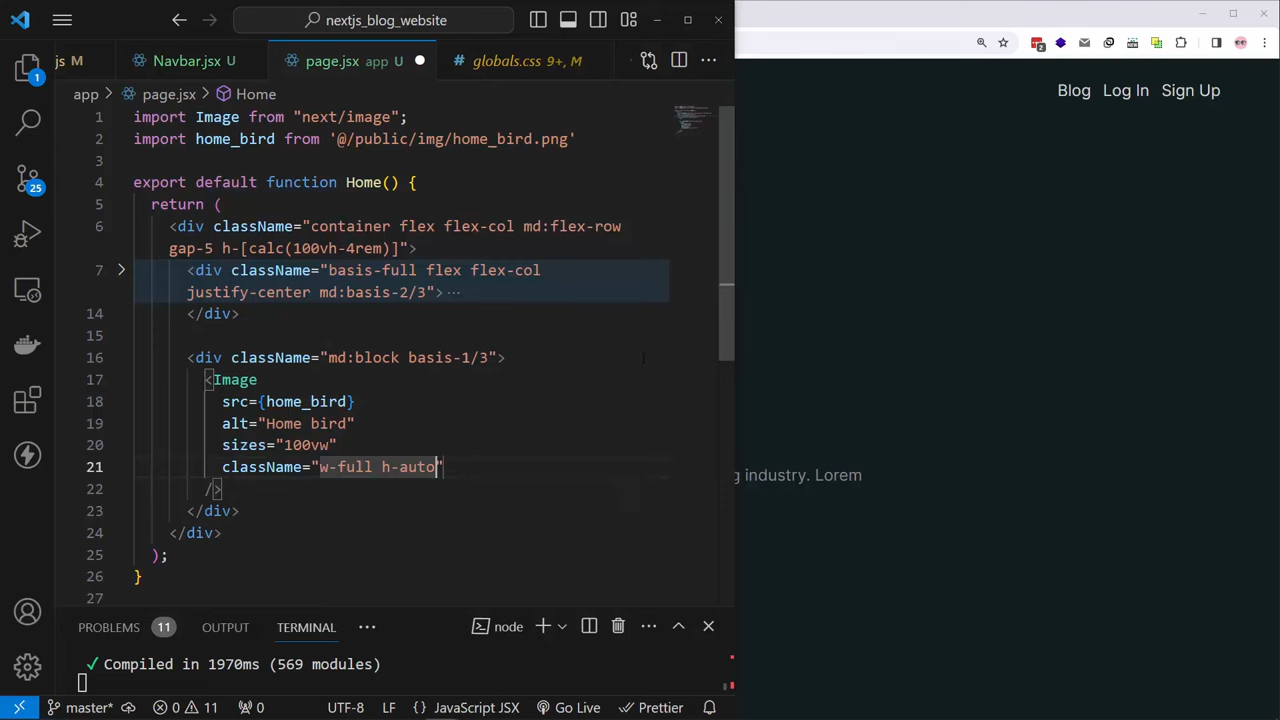 nextjs_blog_website
js M
Navbar.jsx U
page.jsx app U
globals.css 9+, M
app > page.jsx > Home
1 import Image from "next/image";
2 import home_bird from '@/public/img/home_bird.png'
3
4 export default function Home() {
5 return (
6 <div className="container flex flex-col md:flex-row
gap-5 h-[calc(100vh-4rem)]">
7 <div className="basis-full flex flex-col
justify-center md:basis-2/3"> ···
14 </div>
15
16 <div className="md:block basis-1/3">
17 <Image
18 src={home_bird}
19 alt="Home bird"
20 sizes="100vw"
21 className="w-full h-auto"
22 />
23 </div>
24 </div>
25 );
26 }
27
1
25
PROBLEMS 11 OUTPUT TERMINAL
node
✓ Compiled in 1970ms (569 modules)
master* 0 11 0 UTF-8 LF {} JavaScript JSX Go Live Prettier
2
Blog Log In Sign Up
g industry. Lorem